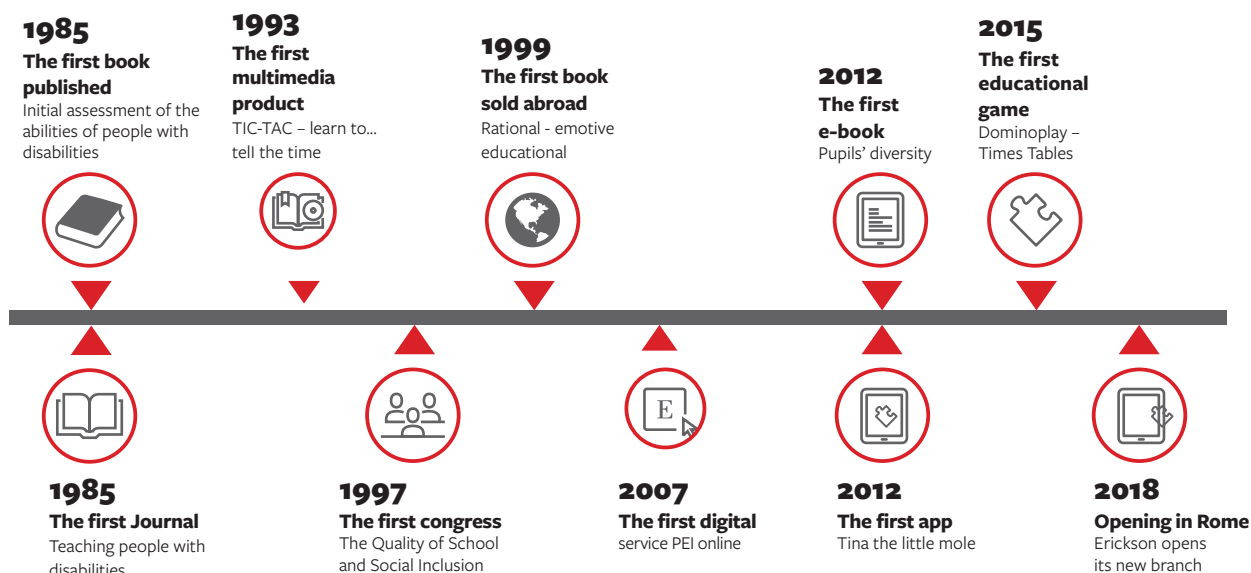 1985
The first book
published
Initial assessment of the
abilities of people with
disabilities
1993
The first
multimedia
product
TIC-TAC – learn to...
tell the time
1999
The first book
sold abroad
Rational - emotive
educational
2012
The first
e-book
Pupils’ diversity
2015
The first
educational
game
Dominoplay –
Times Tables
E
1985
The first Journal
Teaching people with
disabilities
1997
The first congress
The Quality of School
and Social Inclusion
2007
The first digital
service PEI online
2012
The first app
Tina the little mole
2018
Opening in Rome
Erickson opens
its new branch